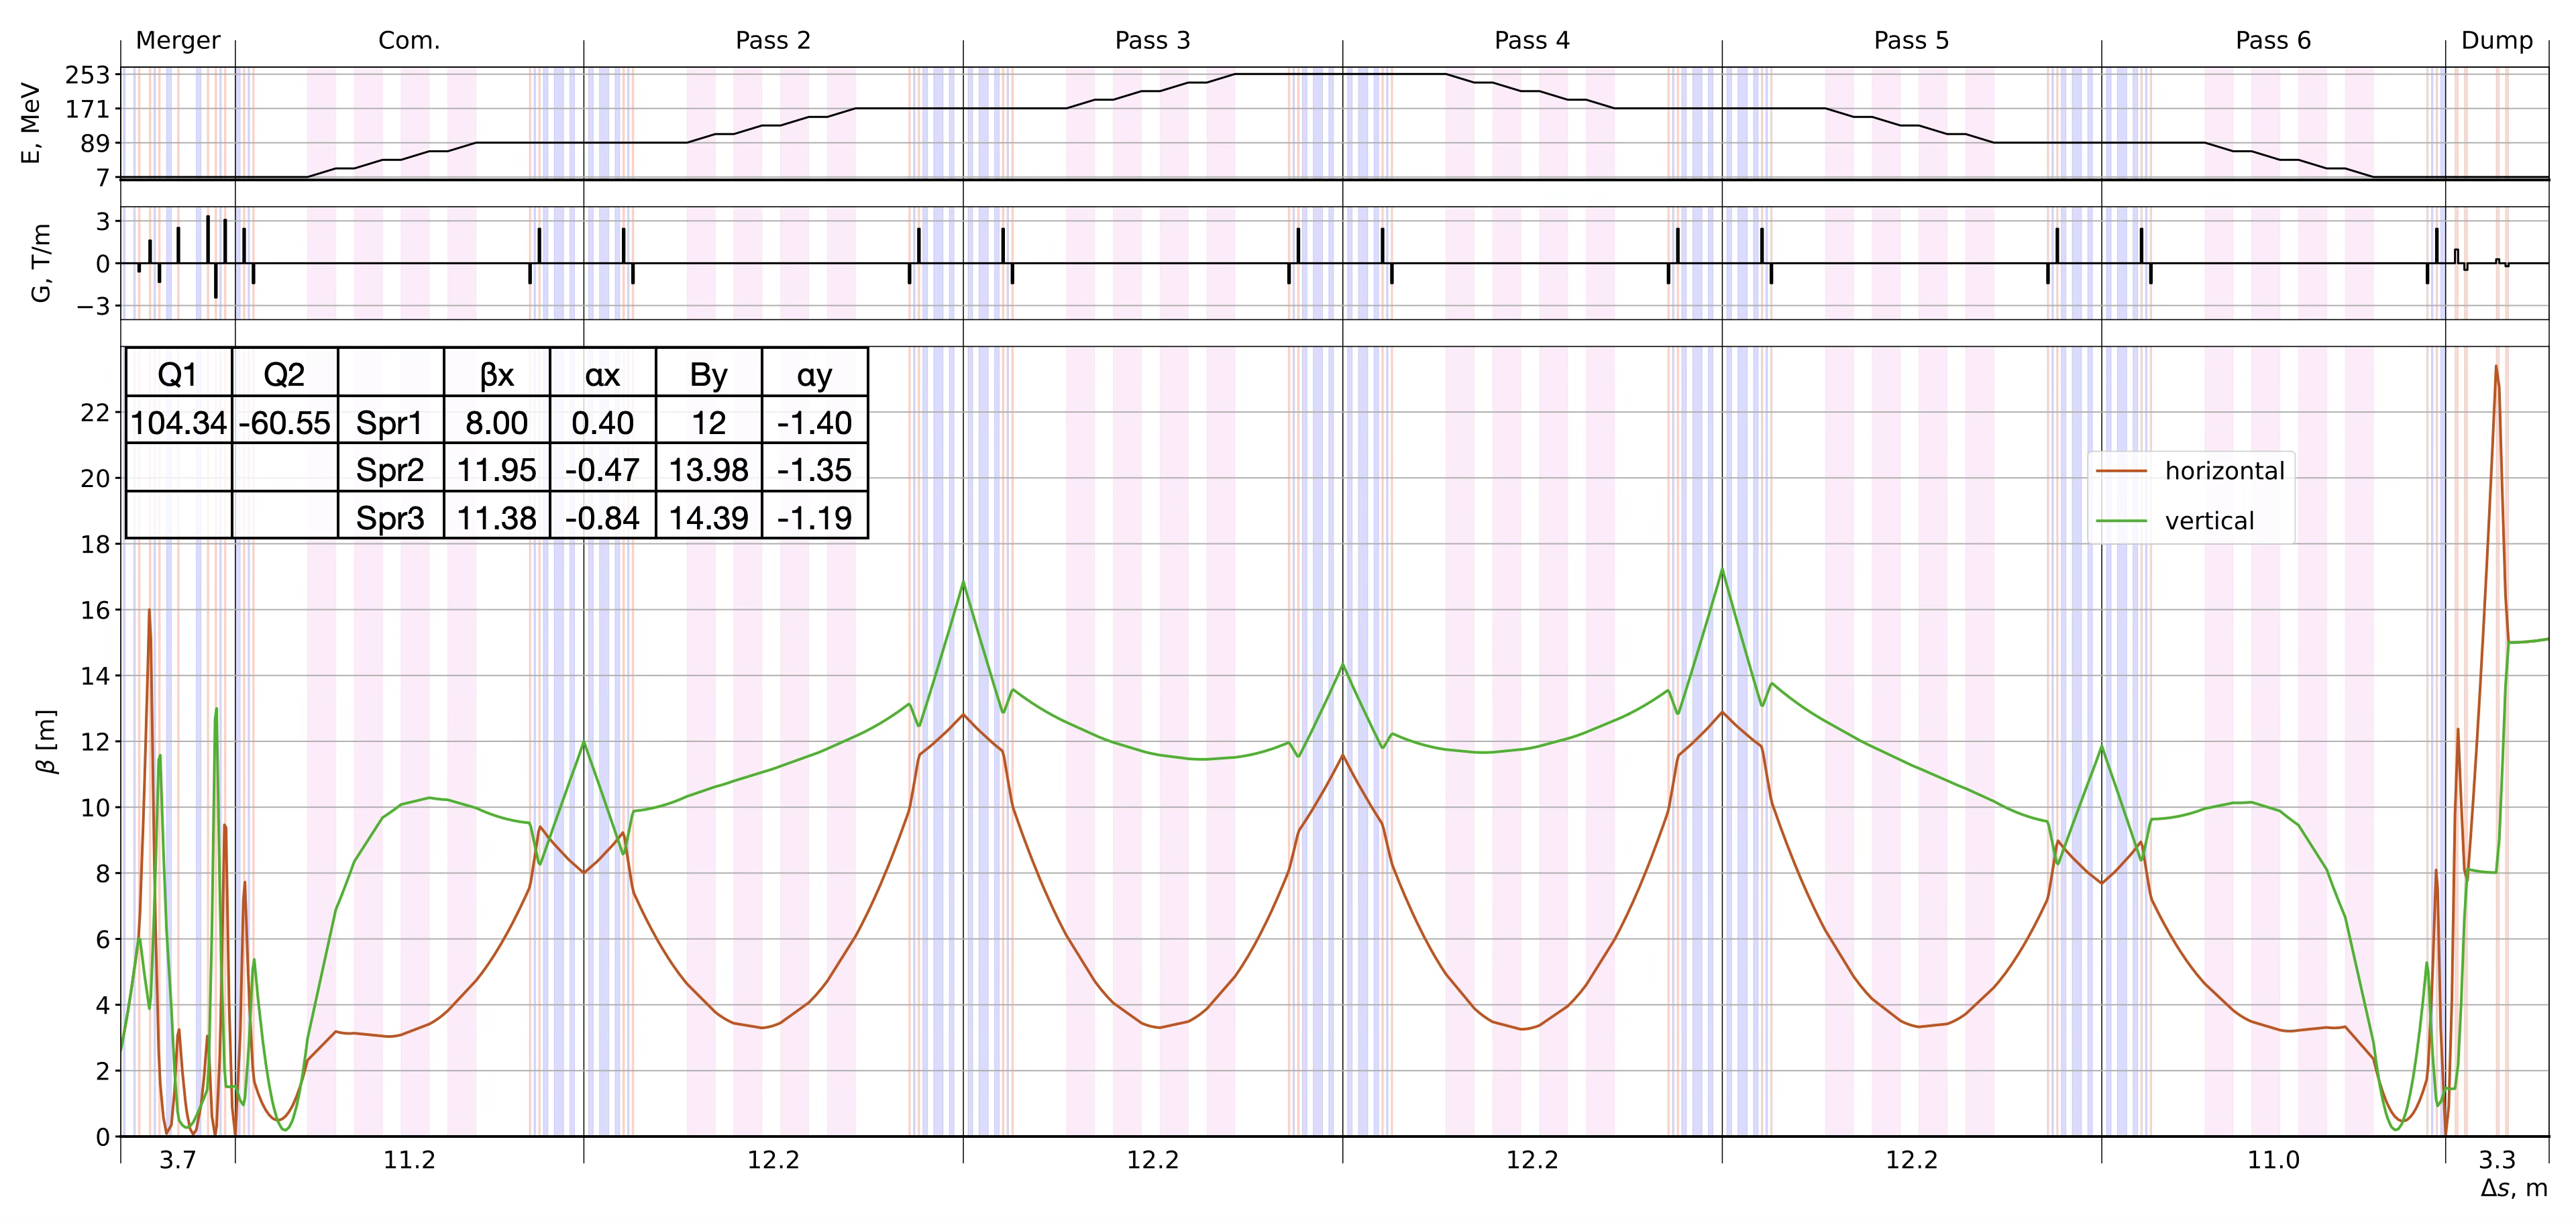 Merger Com. Pass 2 Pass 3 Pass 4 Pass 5 Pass 6 Dump
E, MeV
253
171
89
7
G, T/m
3
0
−3
Q1 Q2 βx αx By αy
104.34 -60.55 Spr1 8.00 0.40 12 -1.40
Spr2 11.95 -0.47 13.98 -1.35
Spr3 11.38 -0.84 14.39 -1.19
horizontal
vertical
β [m]
22
20
18
16
14
12
10
8
6
4
2
0
3.7 11.2 12.2 12.2 12.2 12.2 11.0 3.3
Δs, m